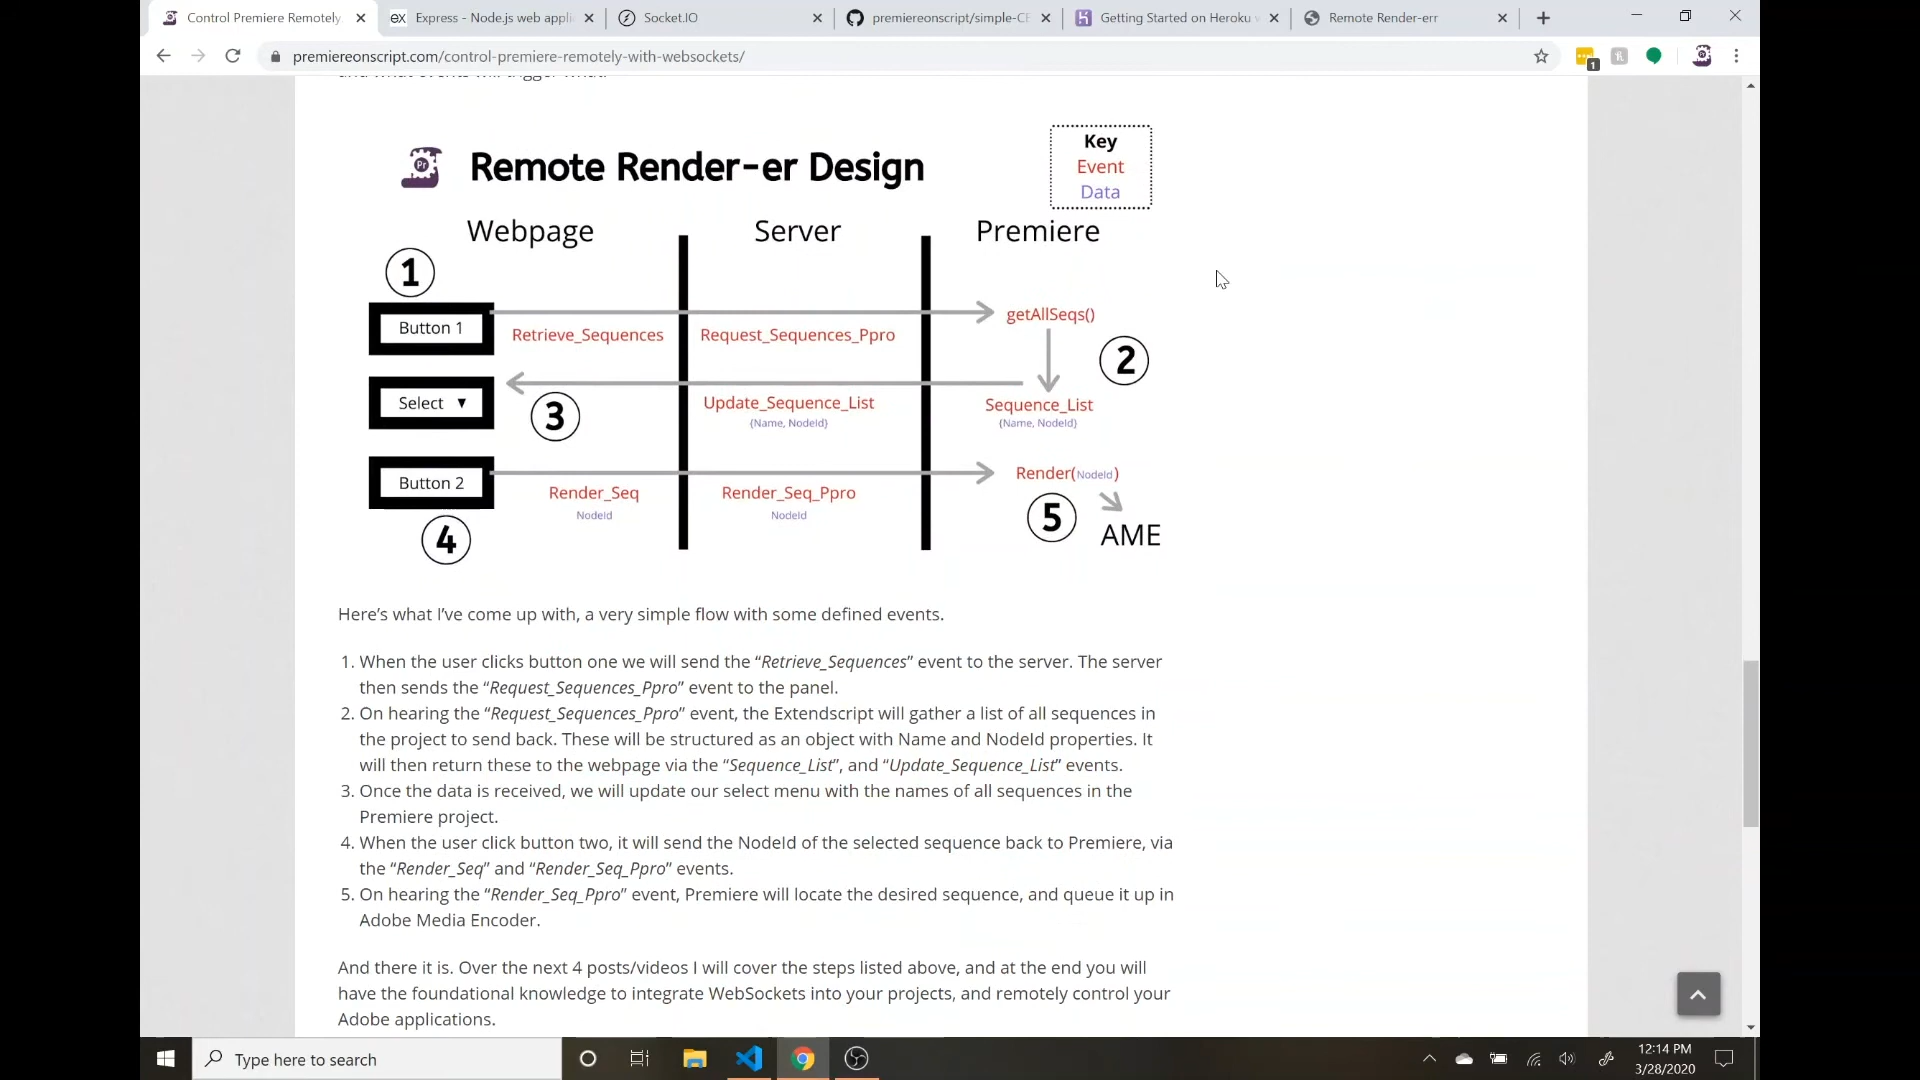 Control Premiere Remotely
Express - Node.js web appli
Socket.IO
premiereonscript/simple-CE
Getting Started on Heroku
Remote Render-err
premiereonscript.com/control-premiere-remotely-with-websockets/
1
and what events will trigger what.
Pr
Remote Render-er Design
Key
Event
Data
Webpage
Server
Premiere
1
Button 1
Retrieve_Sequences
Request_Sequences_Ppro
getAllSeqs()
2
Select ▼
3
Update_Sequence_List
{Name, NodeId}
Sequence_List
{Name, NodeId}
Button 2
Render_Seq
NodeId
Render_Seq_Ppro
NodeId
Render(NodeId)
4
5
AME
Here’s what I’ve come up with, a very simple flow with some defined events.
1. When the user clicks button one we will send the “Retrieve_Sequences” event to the server. The server
then sends the “Request_Sequences_Ppro” event to the panel.
2. On hearing the “Request_Sequences_Ppro” event, the Extendscript will gather a list of all sequences in
the project to send back. These will be structured as an object with Name and NodeId properties. It
will then return these to the webpage via the “Sequence_List”, and “Update_Sequence_List” events.
3. Once the data is received, we will update our select menu with the names of all sequences in the
Premiere project.
4. When the user click button two, it will send the NodeId of the selected sequence back to Premiere, via
the “Render_Seq” and “Render_Seq_Ppro” events.
5. On hearing the “Render_Seq_Ppro” event, Premiere will locate the desired sequence, and queue it up in
Adobe Media Encoder.
And there it is. Over the next 4 posts/videos I will cover the steps listed above, and at the end you will
have the foundational knowledge to integrate WebSockets into your projects, and remotely control your
Adobe applications.
Type here to search
12:14 PM
3/28/2020